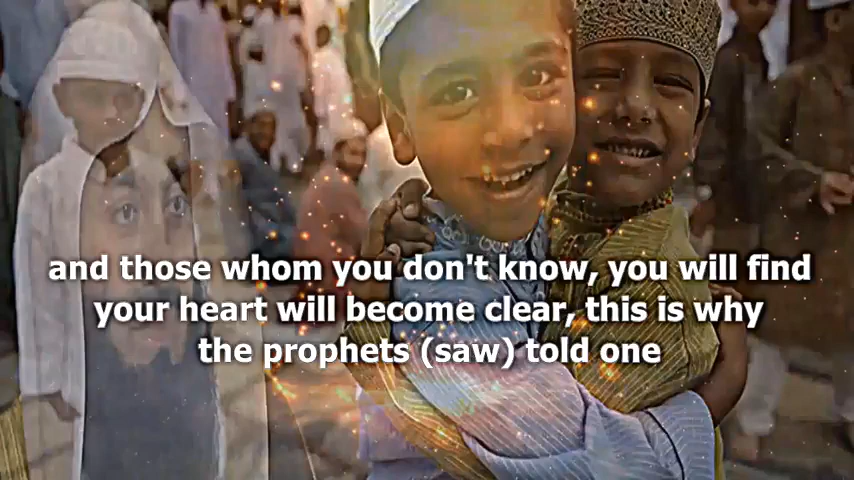 and those whom you don't know, you will find
your heart will become clear, this is why
the prophets (saw) told one